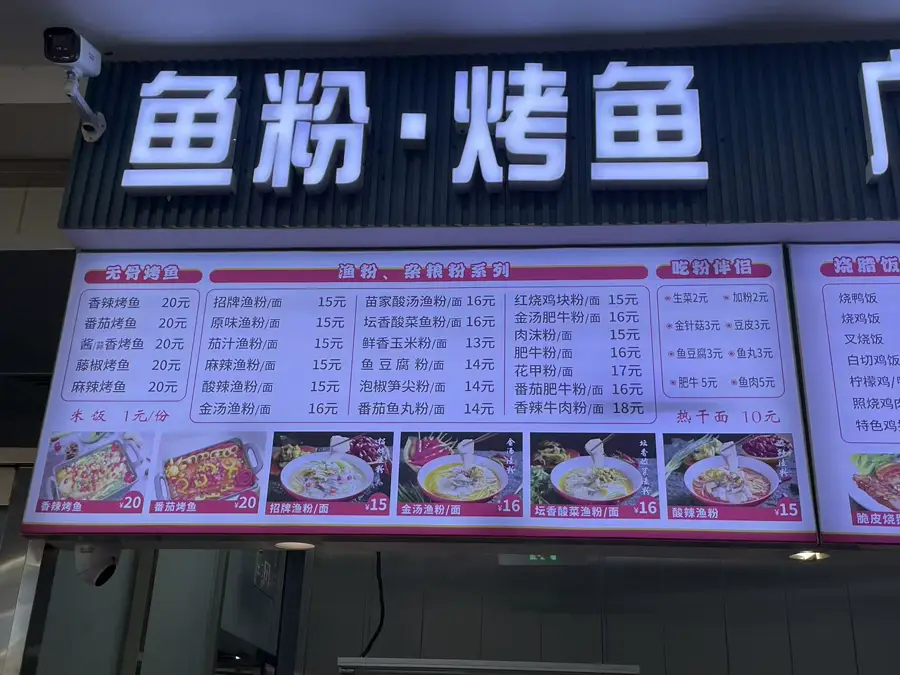 鱼粉·烤鱼
无骨烤鱼
香辣烤鱼 20元
番茄烤鱼 20元
酱香烤鱼 20元
藤椒烤鱼 20元
麻辣烤鱼 20元
米饭 1元/份
渔粉、杂粮粉系列
招牌渔粉/面 15元
原味渔粉/面 15元
茄汁渔粉/面 15元
麻辣渔粉/面 15元
酸辣渔粉/面 15元
金汤渔粉/面 16元
苗家酸汤渔粉/面 16元
坛香酸菜鱼粉/面 16元
鲜香玉米粉/面 13元
鱼豆腐粉/面 14元
泡椒笋尖粉/面 14元
番茄鱼丸粉/面 14元
红烧鸡块粉/面 15元
金汤肥牛粉/面 16元
肉沫粉/面 15元
肥牛粉/面 16元
花甲粉/面 17元
番茄肥牛粉/面 16元
香辣牛肉粉/面 18元
吃粉伴侣
生菜2元 加粉2元
金针菇3元 豆皮3元
鱼豆腐3元 鱼丸3元
肥牛5元 鱼肉5元
热干面 10元
香辣烤鱼 ¥20
番茄烤鱼 ¥20
招牌渔粉/面 ¥15
金汤渔粉/面 ¥16
坛香酸菜渔粉/面 ¥16
酸辣渔粉 ¥15
烧腊饭
烧鸭饭
烧鸡饭
叉烧饭
白切鸡饭
柠檬鸡/
照烧鸡
特色鸡
脆皮烧